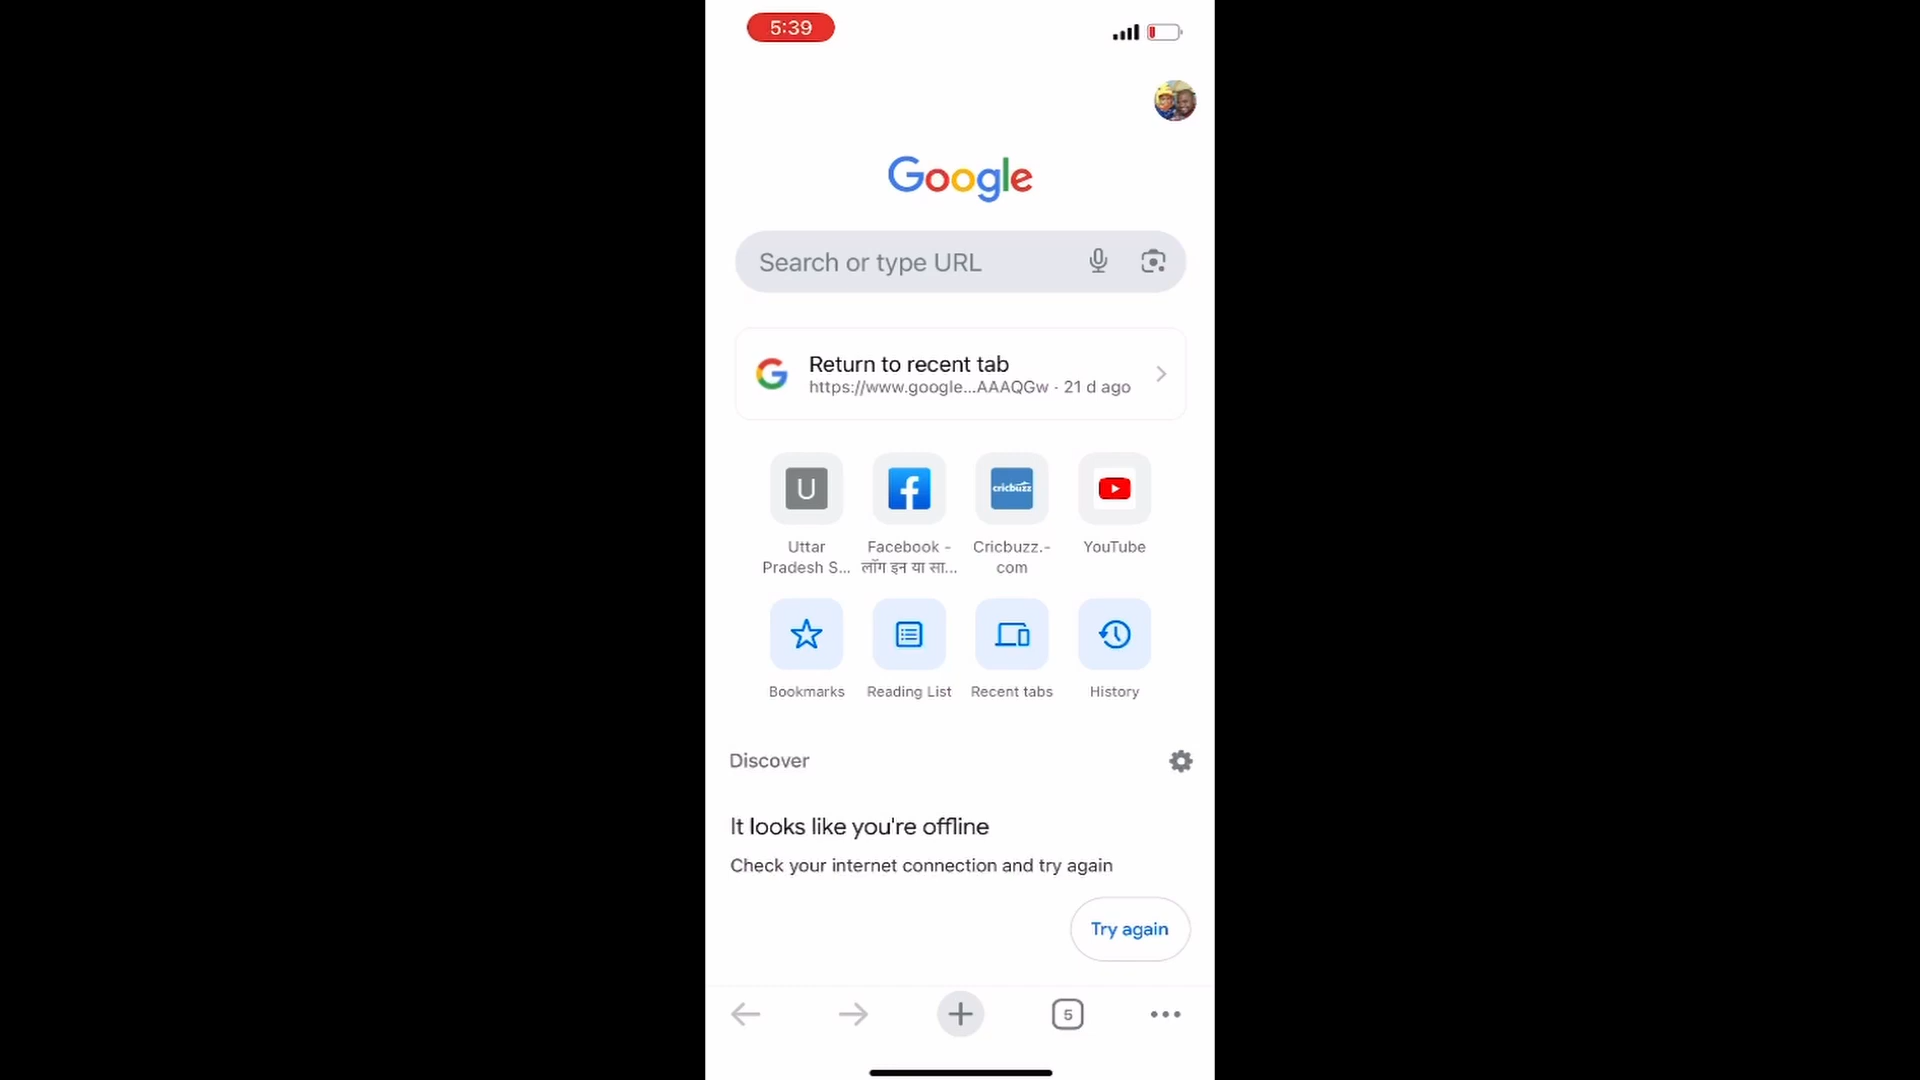 5:39
Google
Search or type URL
Return to recent tab
https://www.google...AAAQGw · 21 d ago
U
cricbuzz
Uttar
Pradesh S...
Facebook -
लॉग इन या सा...
Cricbuzz.-
com
YouTube
Bookmarks
Reading List
Recent tabs
History
Discover
It looks like you're offline
Check your internet connection and try again
Try again
5